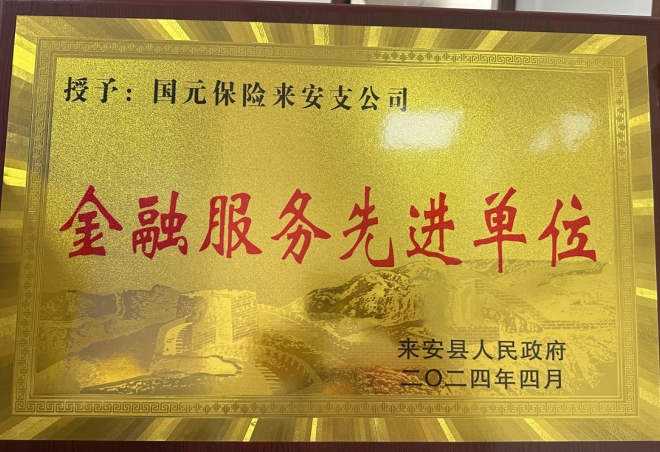 授予：国元保险来安支公司
金融服务先进单位
来安县人民政府
二〇二四年四月